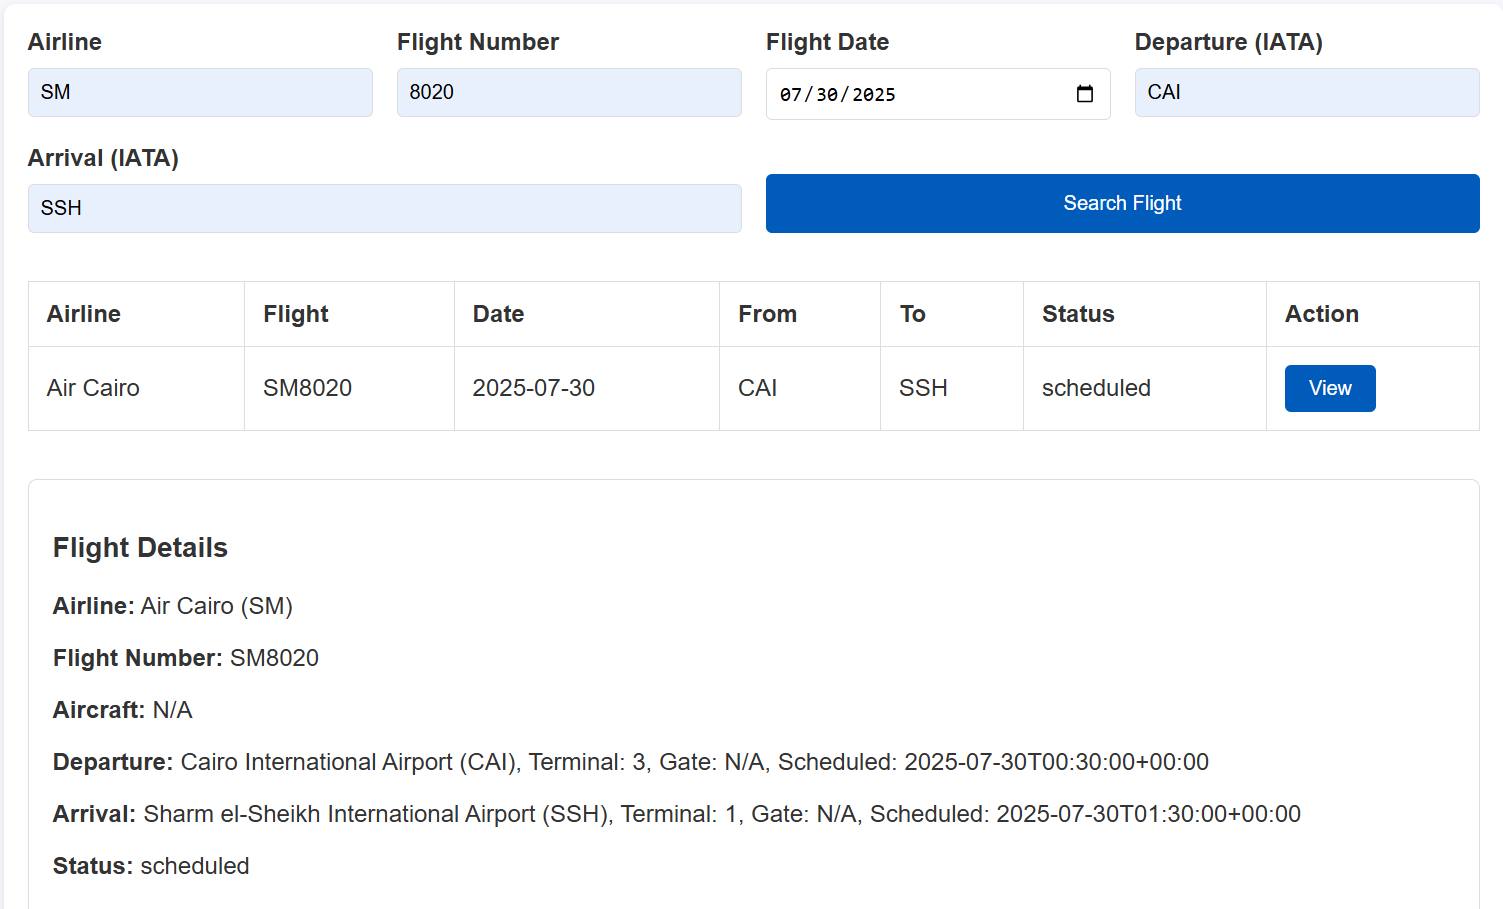 Airline Flight Number Flight Date Departure (IATA)
SM 8020 07/30/2025 CAI
Arrival (IATA)
SSH Search Flight
Airline Flight Date From To Status Action
Air Cairo SM8020 2025-07-30 CAI SSH scheduled View
Flight Details
Airline: Air Cairo (SM)
Flight Number: SM8020
Aircraft: N/A
Departure: Cairo International Airport (CAI), Terminal: 3, Gate: N/A, Scheduled: 2025-07-30T00:30:00+00:00
Arrival: Sharm el-Sheikh International Airport (SSH), Terminal: 1, Gate: N/A, Scheduled: 2025-07-30T01:30:00+00:00
Status: scheduled